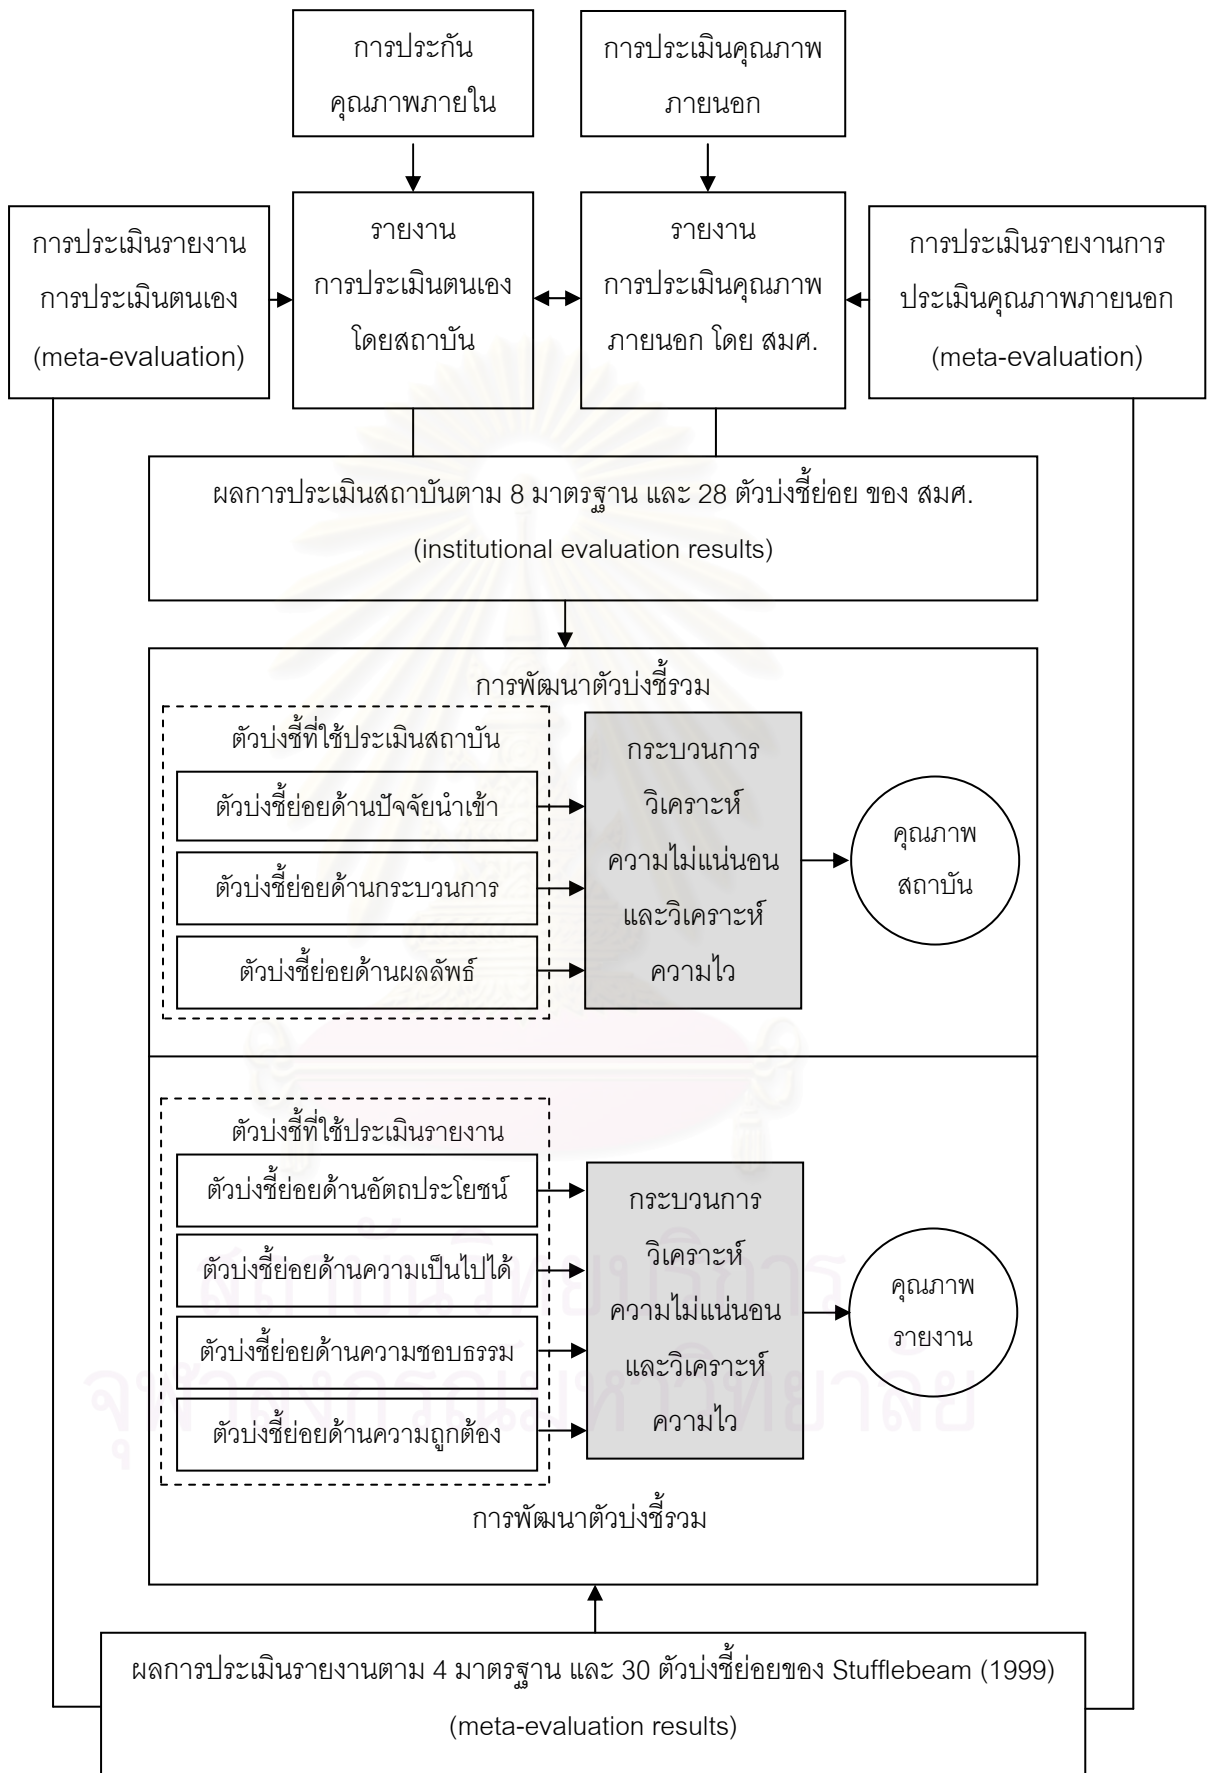 การประกัน
คุณภาพภายใน
การประเมินคุณภาพ
ภายนอก
การประเมินรายงาน
การประเมินตนเอง
(meta-evaluation)
รายงาน
การประเมินตนเอง
โดยสถาบัน
รายงาน
การประเมินคุณภาพ
ภายนอก โดย สมศ.
การประเมินรายงานการ
ประเมินคุณภาพภายนอก
(meta-evaluation)
ผลการประเมินสถาบันตาม 8 มาตรฐาน และ 28 ตัวบ่งชี้ย่อย ของ สมศ.
(institutional evaluation results)
การพัฒนาตัวบ่งชี้รวม
ตัวบ่งชี้ที่ใช้ประเมินสถาบัน
ตัวบ่งชี้ย่อยด้านปัจจัยนำเข้า
ตัวบ่งชี้ย่อยด้านกระบวนการ
ตัวบ่งชี้ย่อยด้านผลลัพธ์
กระบวนการ
วิเคราะห์
ความไม่แน่นอน
และวิเคราะห์
ความไว
คุณภาพ
สถาบัน
ตัวบ่งชี้ที่ใช้ประเมินรายงาน
ตัวบ่งชี้ย่อยด้านอัตถประโยชน์
ตัวบ่งชี้ย่อยด้านความเป็นไปได้
ตัวบ่งชี้ย่อยด้านความชอบธรรม
ตัวบ่งชี้ย่อยด้านความถูกต้อง
กระบวนการ
วิเคราะห์
ความไม่แน่นอน
และวิเคราะห์
ความไว
คุณภาพ
รายงาน
การพัฒนาตัวบ่งชี้รวม
สถาบันวิทยบริการ
จุฬาลงกรณ์มหาวิทยาลัย
ผลการประเมินรายงานตาม 4 มาตรฐาน และ 30 ตัวบ่งชี้ย่อยของ Stufflebeam (1999)
(meta-evaluation results)